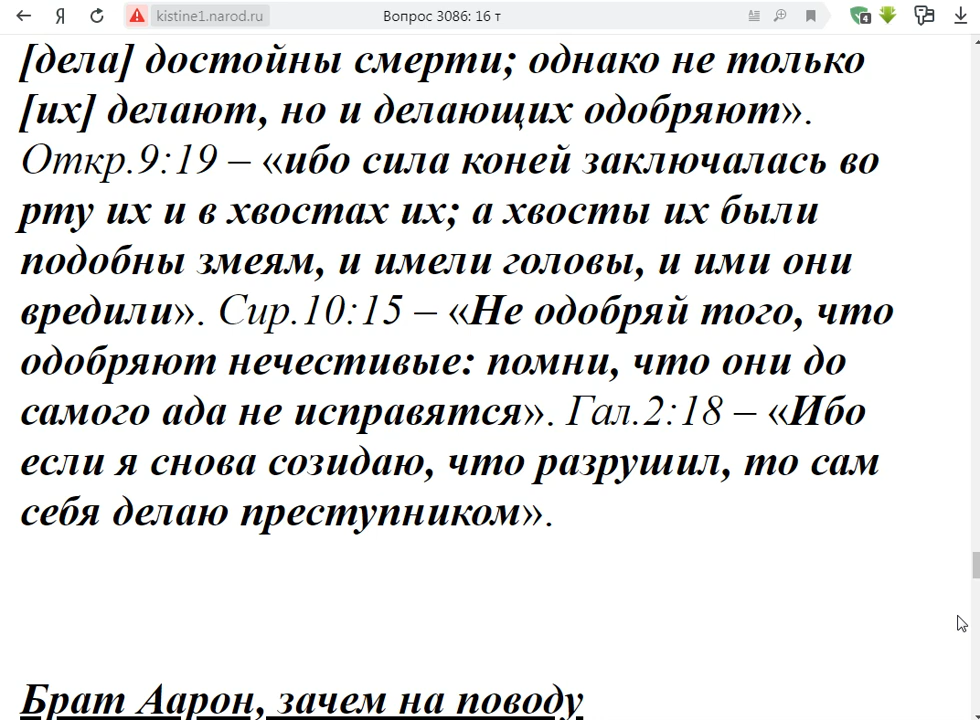 kistine1.narod.ru
Вопрос 3086: 16 т
4
[дела] достойны смерти; однако не только
[их] делают, но и делающих одобряют».
Откр.9:19 – «ибо сила коней заключалась во
рту их и в хвостах их; а хвосты их были
подобны змеям, и имели головы, и ими они
вредили». Сир.10:15 – «Не одобряй того, что
одобряют нечестивые: помни, что они до
самого ада не исправятся». Гал.2:18 – «Ибо
если я снова созидаю, что разрушил, то сам
себя делаю преступником».
Брат Аарон, зачем на поводу